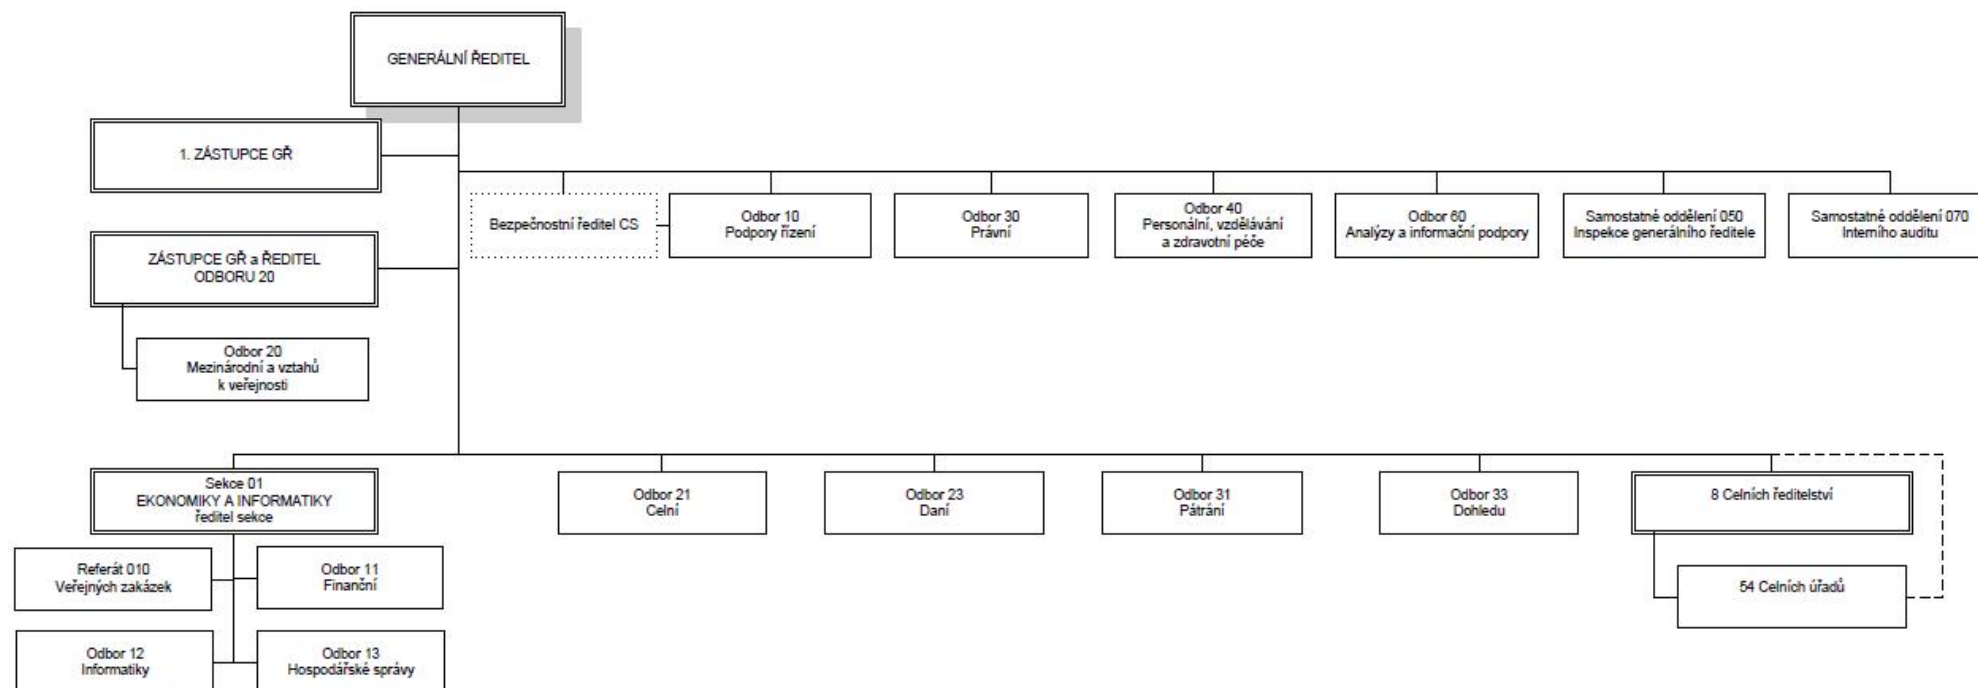 GENERÁLNÍ ŘEDITEL
1. ZÁSTUPCE GŘ
Bezpečnostní ředitel CS
Odbor 10
Podpory řízení
Odbor 30
Právní
Odbor 40
Personální, vzdělávání
a zdravotní péče
Odbor 60
Analýzy a informační podpory
Samostatné oddělení 050
Inspekce generálního ředitele
Samostatné oddělení 070
Interního auditu
ZÁSTUPCE GŘ a ŘEDITEL
ODBORU 20
Odbor 20
Mezinárodní a vztahů
k veřejnosti
Sekce 01
EKONOMIKY A INFORMATIKY
ředitel sekce
Odbor 21
Celní
Odbor 23
Daní
Odbor 31
Pátrání
Odbor 33
Dohledu
8 Celních ředitelství
54 Celních úřadů
Referát 010
Veřejných zakázek
Odbor 11
Finanční
Odbor 12
Informatiky
Odbor 13
Hospodářské správy